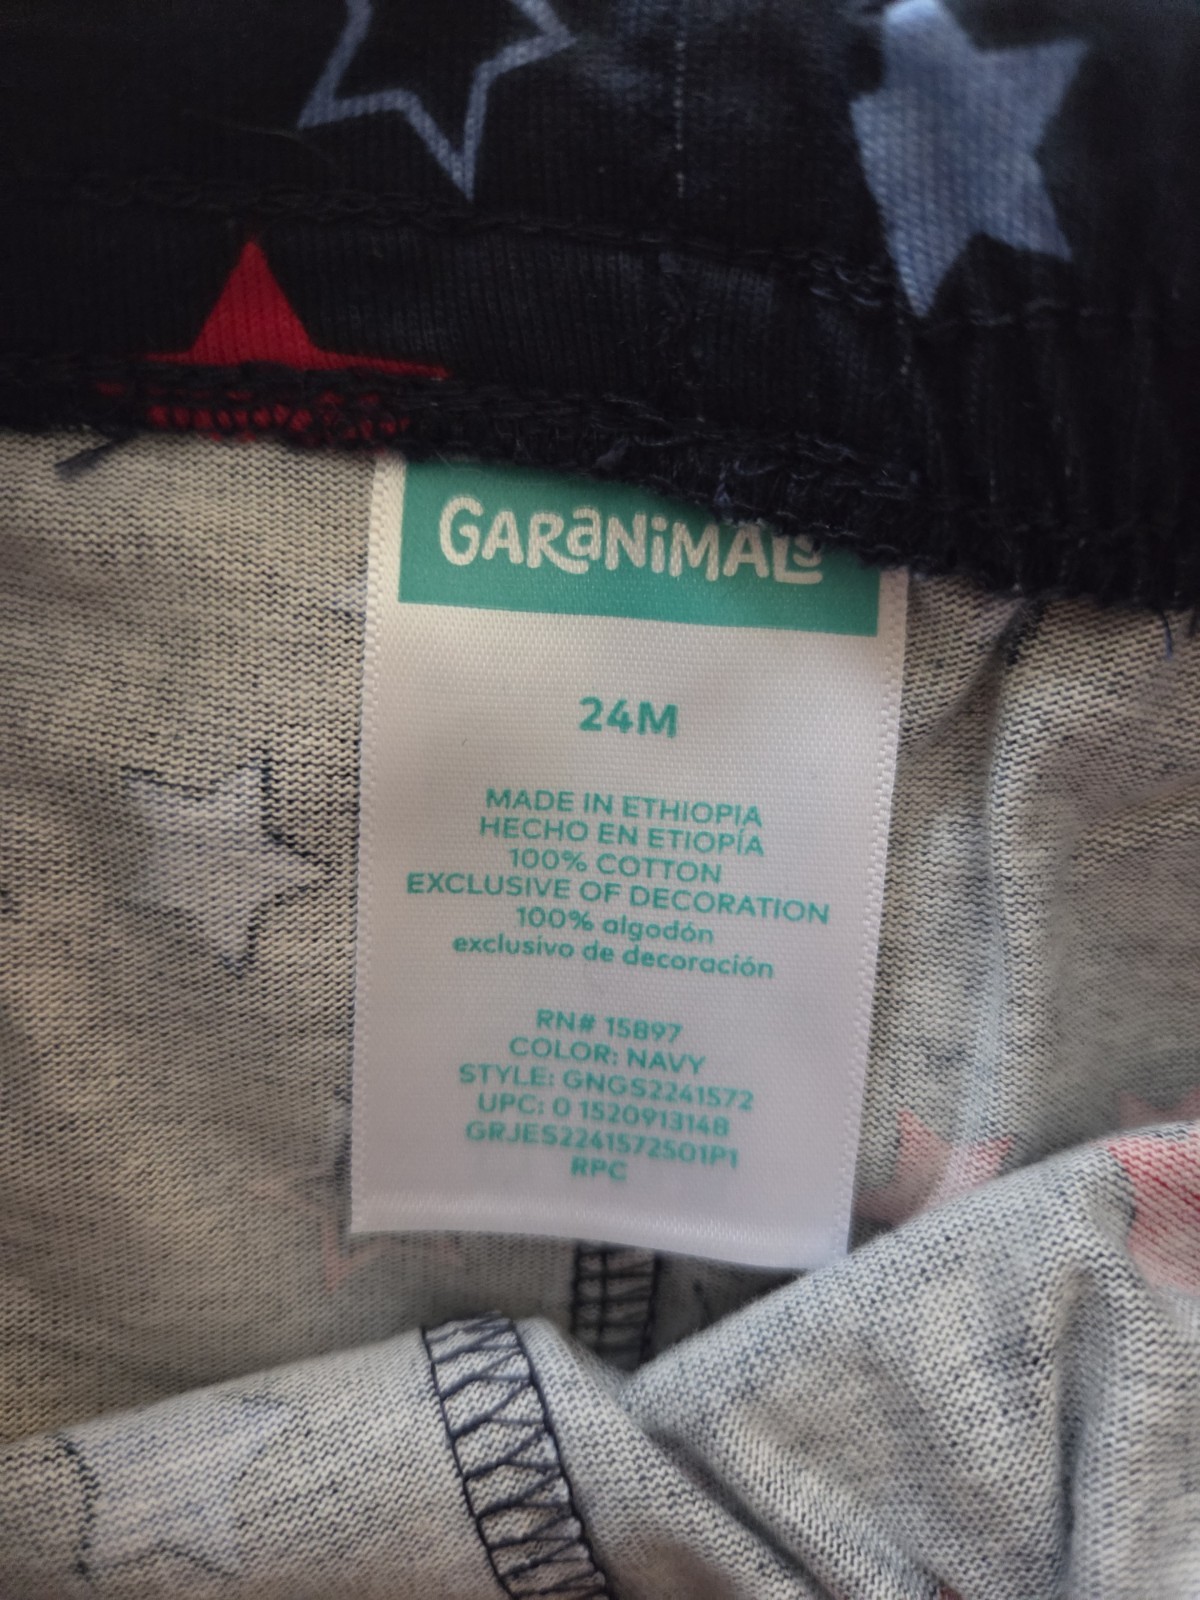 GARANIMALS
24M
MADE IN ETHIOPIA
HECHO EN ETIOPÍA
100% COTTON
EXCLUSIVE OF DECORATION
100% algodón
exclusivo de decoración
RN# 15897
COLOR: NAVY
STYLE: GNGS2241572
UPC: 0 1520913148
GRJES2241572501P1
RPC